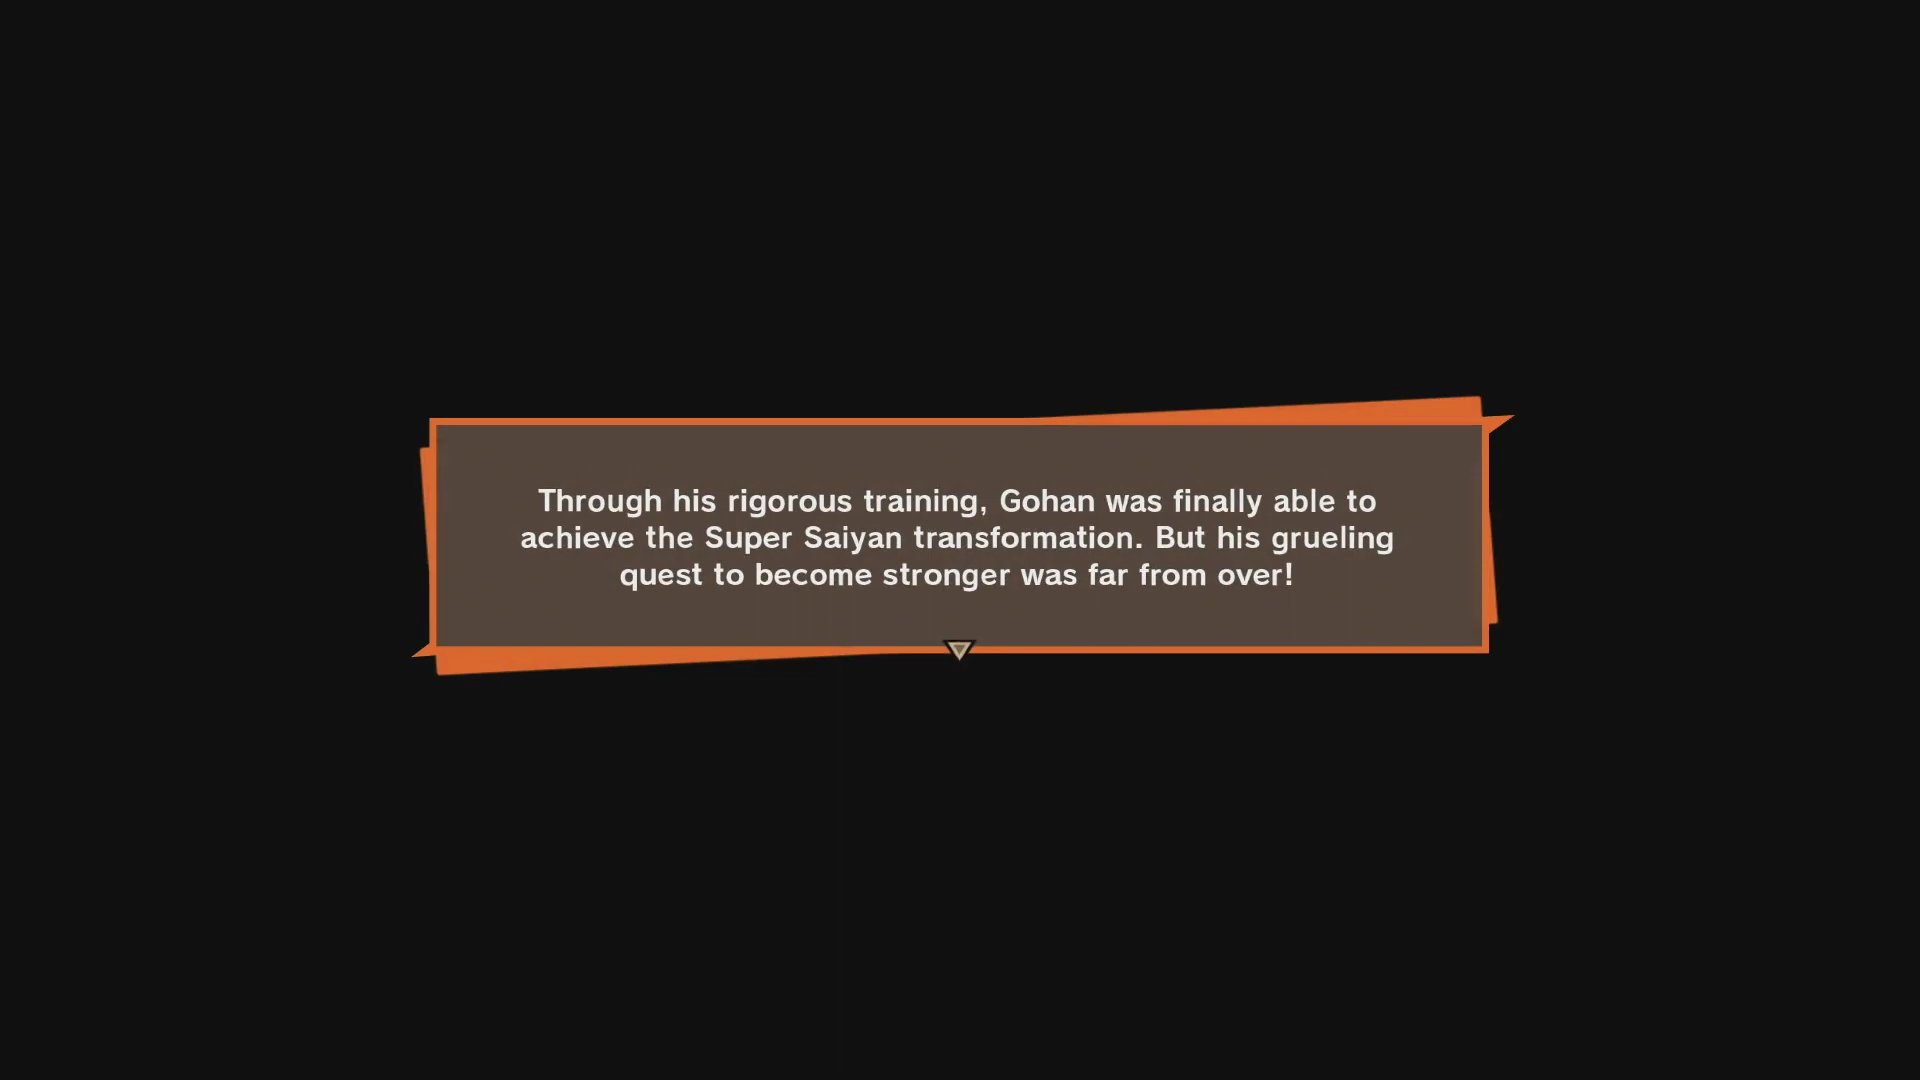 Through his rigorous training, Gohan was finally able to
achieve the Super Saiyan transformation. But his grueling
quest to become stronger was far from over!